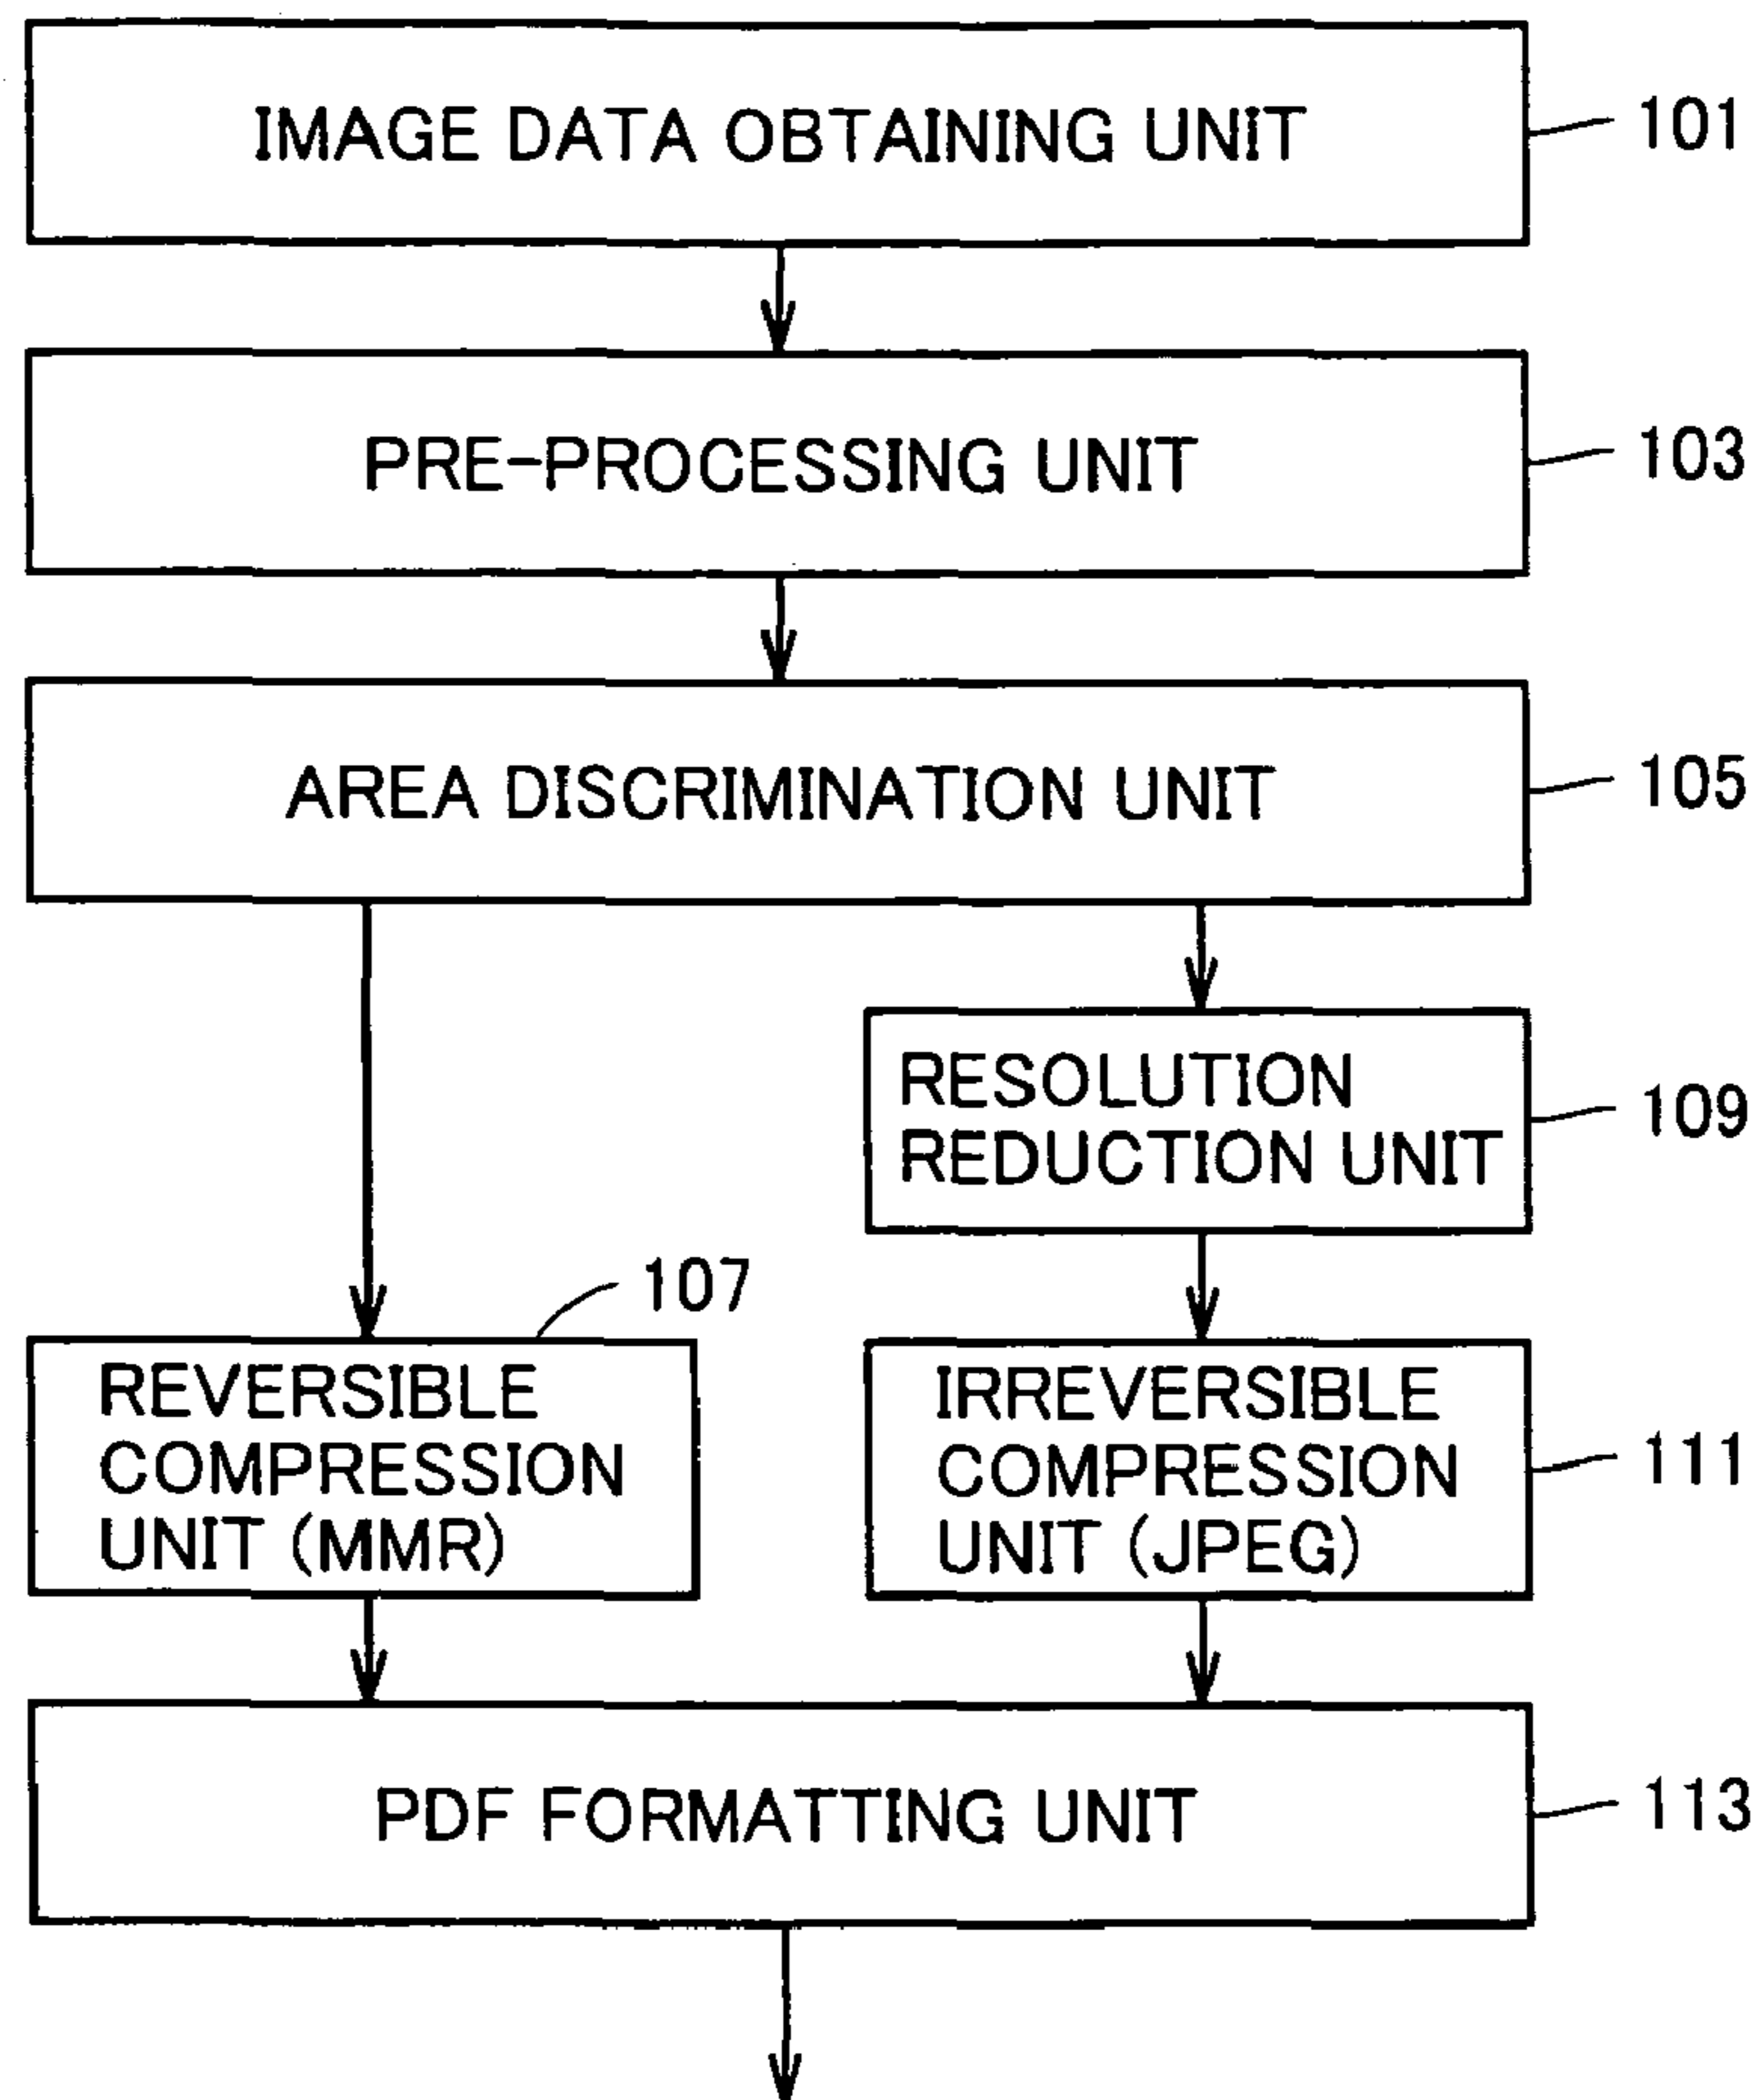 IMAGE DATA OBTAINING UNIT
101
PRE-PROCESSING UNIT
103
AREA DISCRIMINATION UNIT
105
RESOLUTION
REDUCTION UNIT
109
107
REVERSIBLE
COMPRESSION
UNIT (MMR)
IRREVERSIBLE
COMPRESSION
UNIT (JPEG)
111
PDF FORMATTING UNIT
113